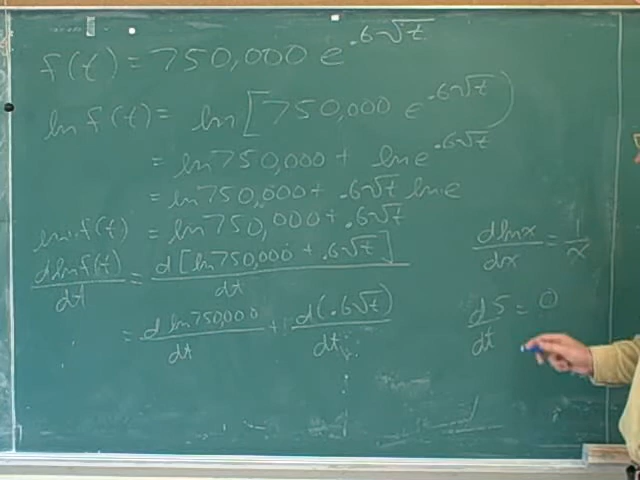 f(t) = 750,000 e^.6√t
ln f(t) = ln [750,000 e^.6√t)
= ln 750,000 + ln e^.6√t
= ln 750,000 + .6√t ln e
ln f(t) = ln 750,000 + .6√t
d ln f(t)/dt = d[ln 750,000 + .6√t]/dt
= d ln 750,000/dt + d(.6√t)/dt
d ln x/dx = 1/x
d5/dt = 0